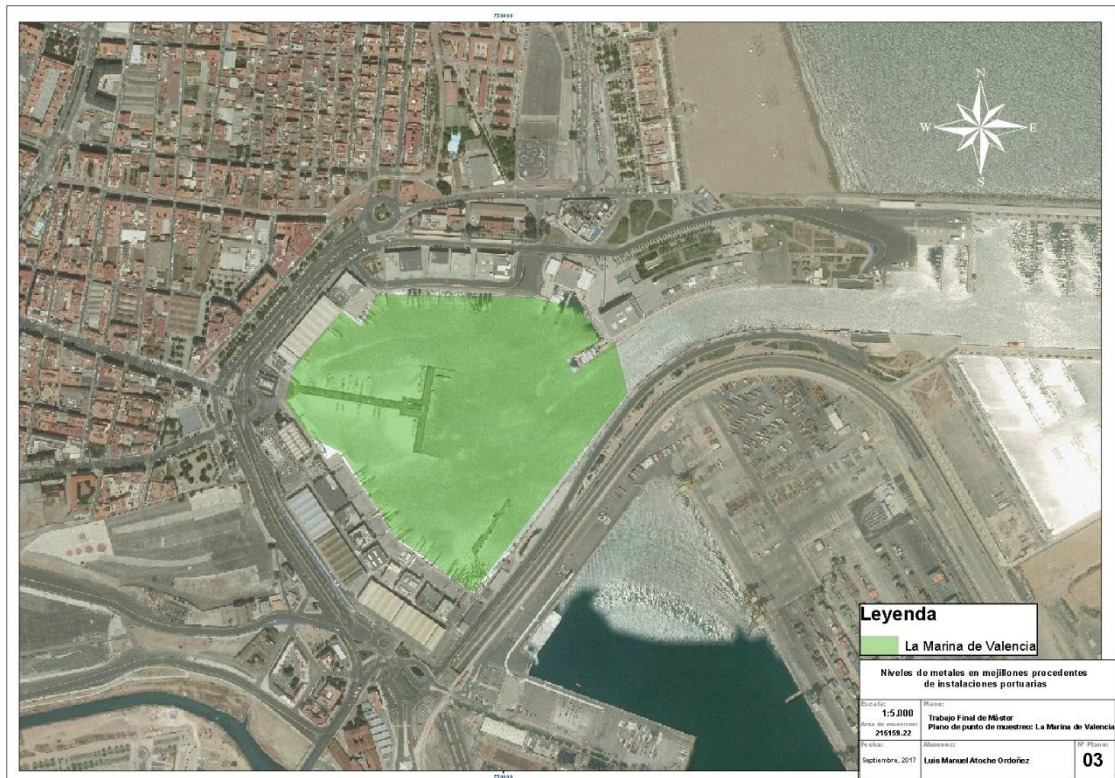 N
W
E
S
Leyenda
La Marina de Valencia
Niveles de metales en mejillones procedentes
de instalaciones portuarias
Escala:
1:5.000
Área de muestreo:
215159.22
Plano:
Trabajo Final de Máster
Plano de punto de muestreo: La Marina de Valencia
Fecha:
Septiembre, 2017
Alumnos:
Luis Manuel Atoche Ordoñez
Nº Plano:
03